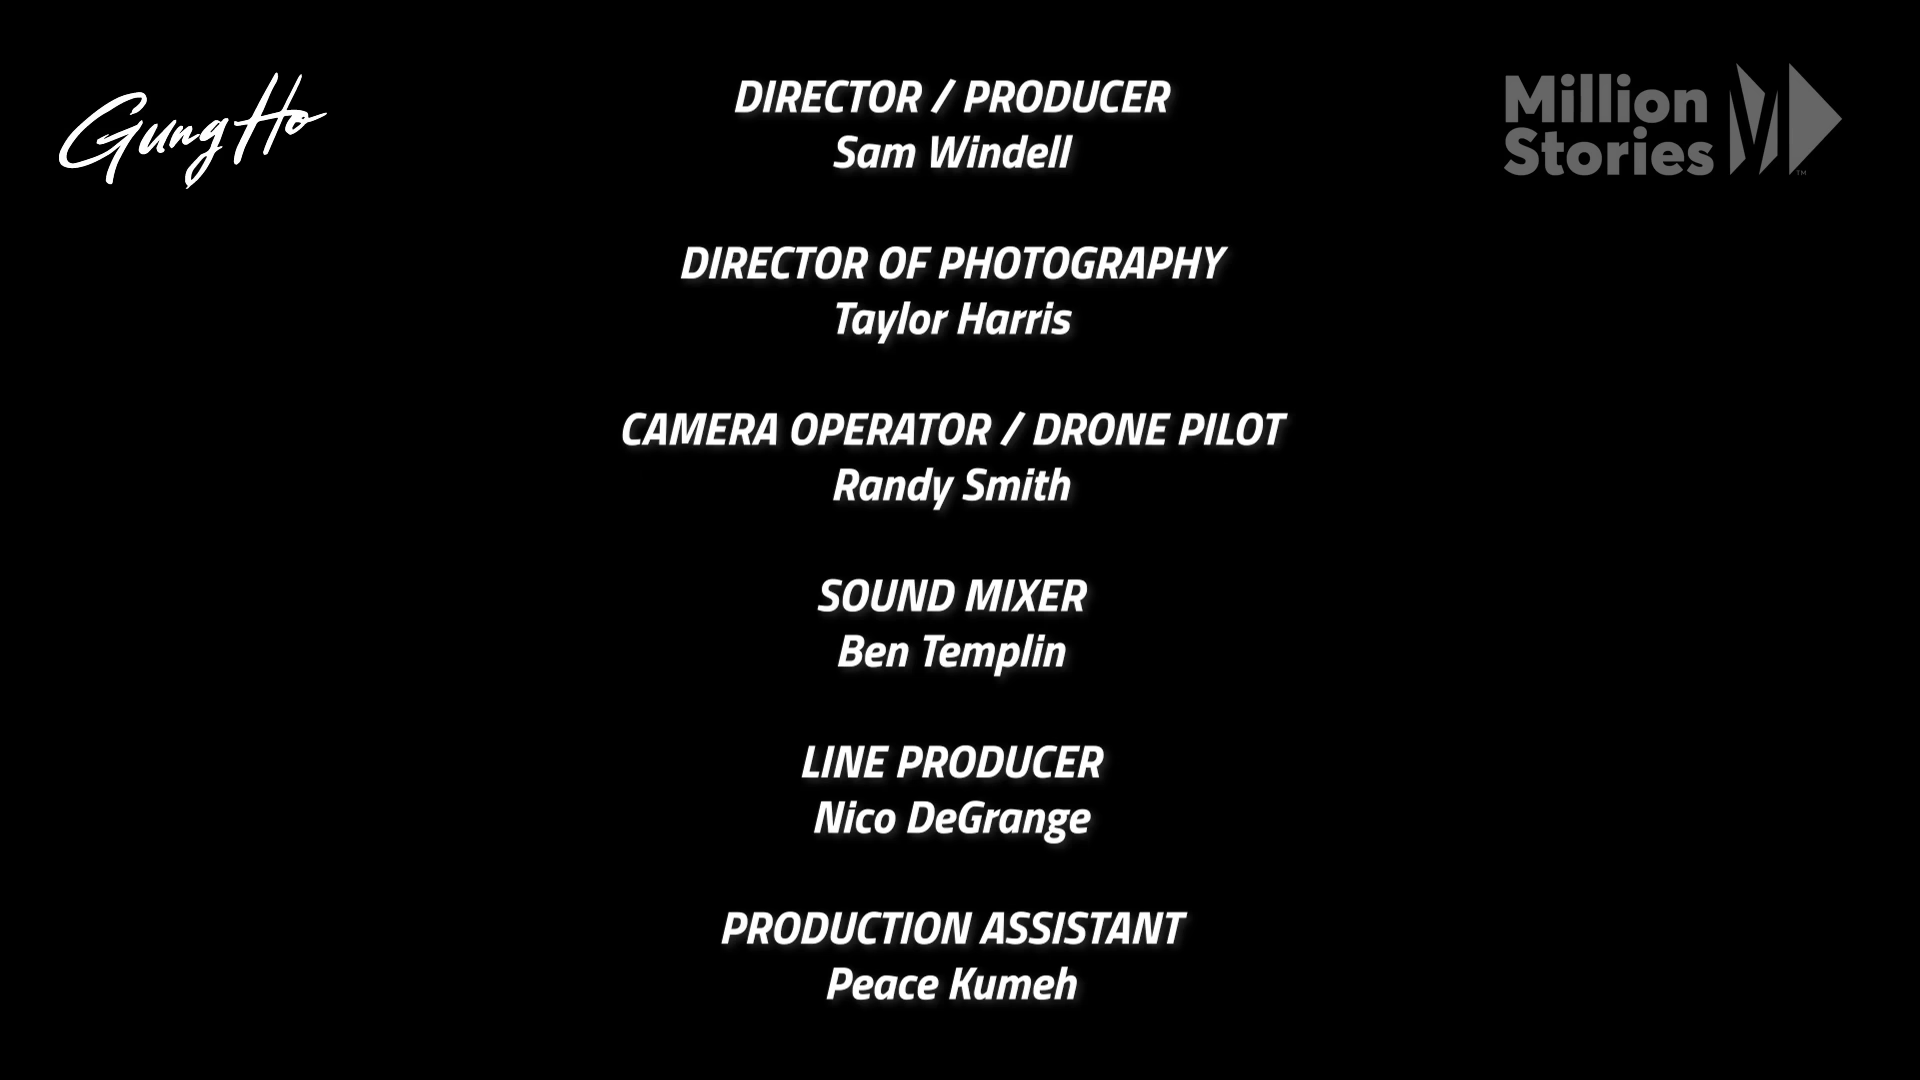 Gung Ho
DIRECTOR / PRODUCER
Sam Windell
Million
Stories
TM
DIRECTOR OF PHOTOGRAPHY
Taylor Harris
CAMERA OPERATOR / DRONE PILOT
Randy Smith
SOUND MIXER
Ben Templin
LINE PRODUCER
Nico DeGrange
PRODUCTION ASSISTANT
Peace Kumeh